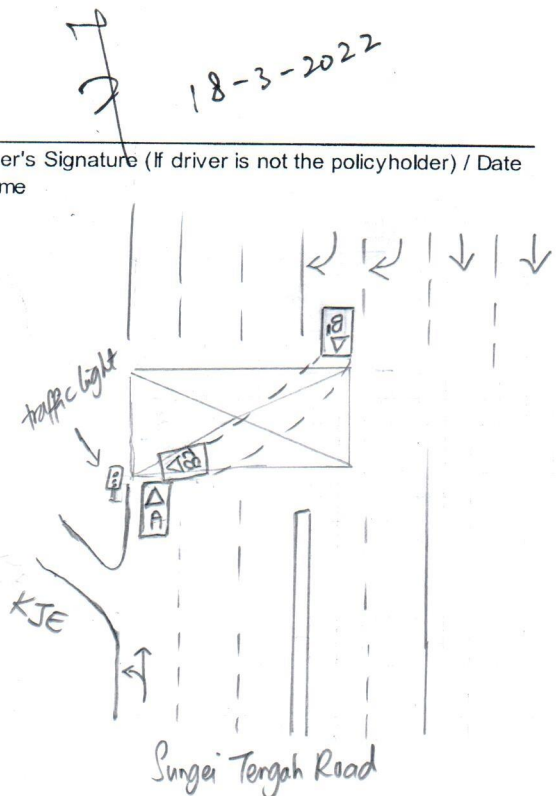 18-3-2022
er's Signature (If driver is not the policyholder) / Date
me
B
traffic light
B
A
KJE
Sungei Tengah Road